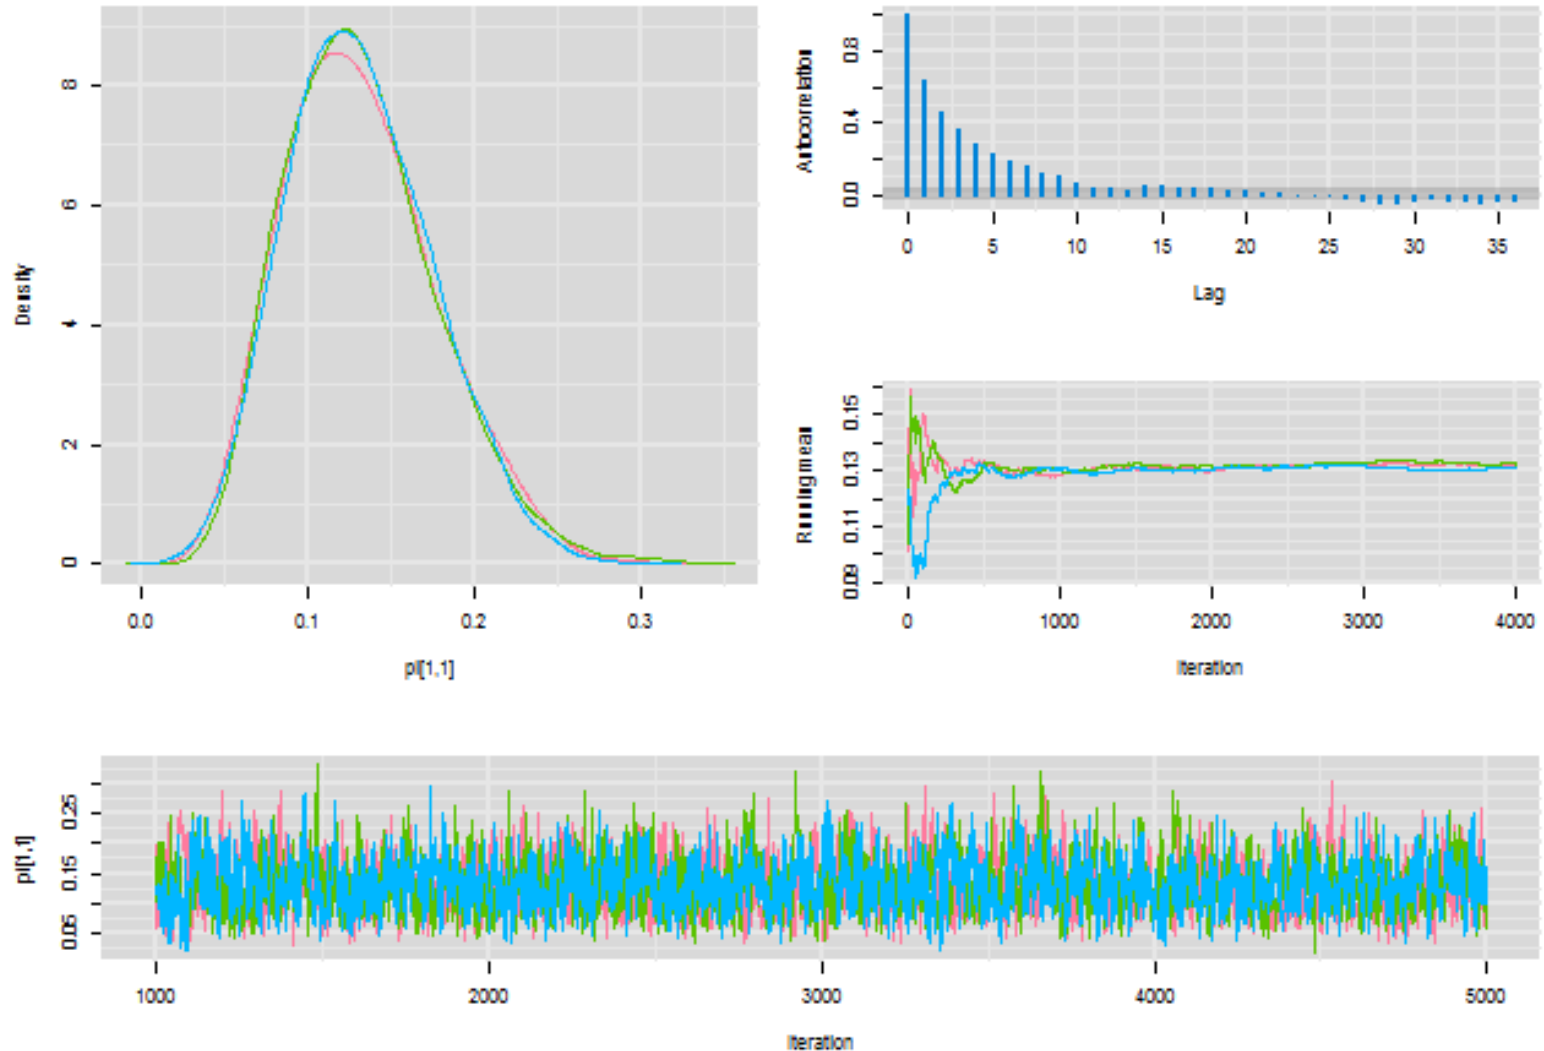 Density
0 2 4 6 8
0.0 0.1 0.2 0.3
pi[1,1]
Autocorrelation
0.0 0.4 0.8
0 5 10 15 20 25 30 35
Lag
Running mean
0.09 0.11 0.13 0.15
0 1000 2000 3000 4000
Iteration
pi[1,1]
0.05 0.15 0.25
1000 2000 3000 4000 5000
Iteration